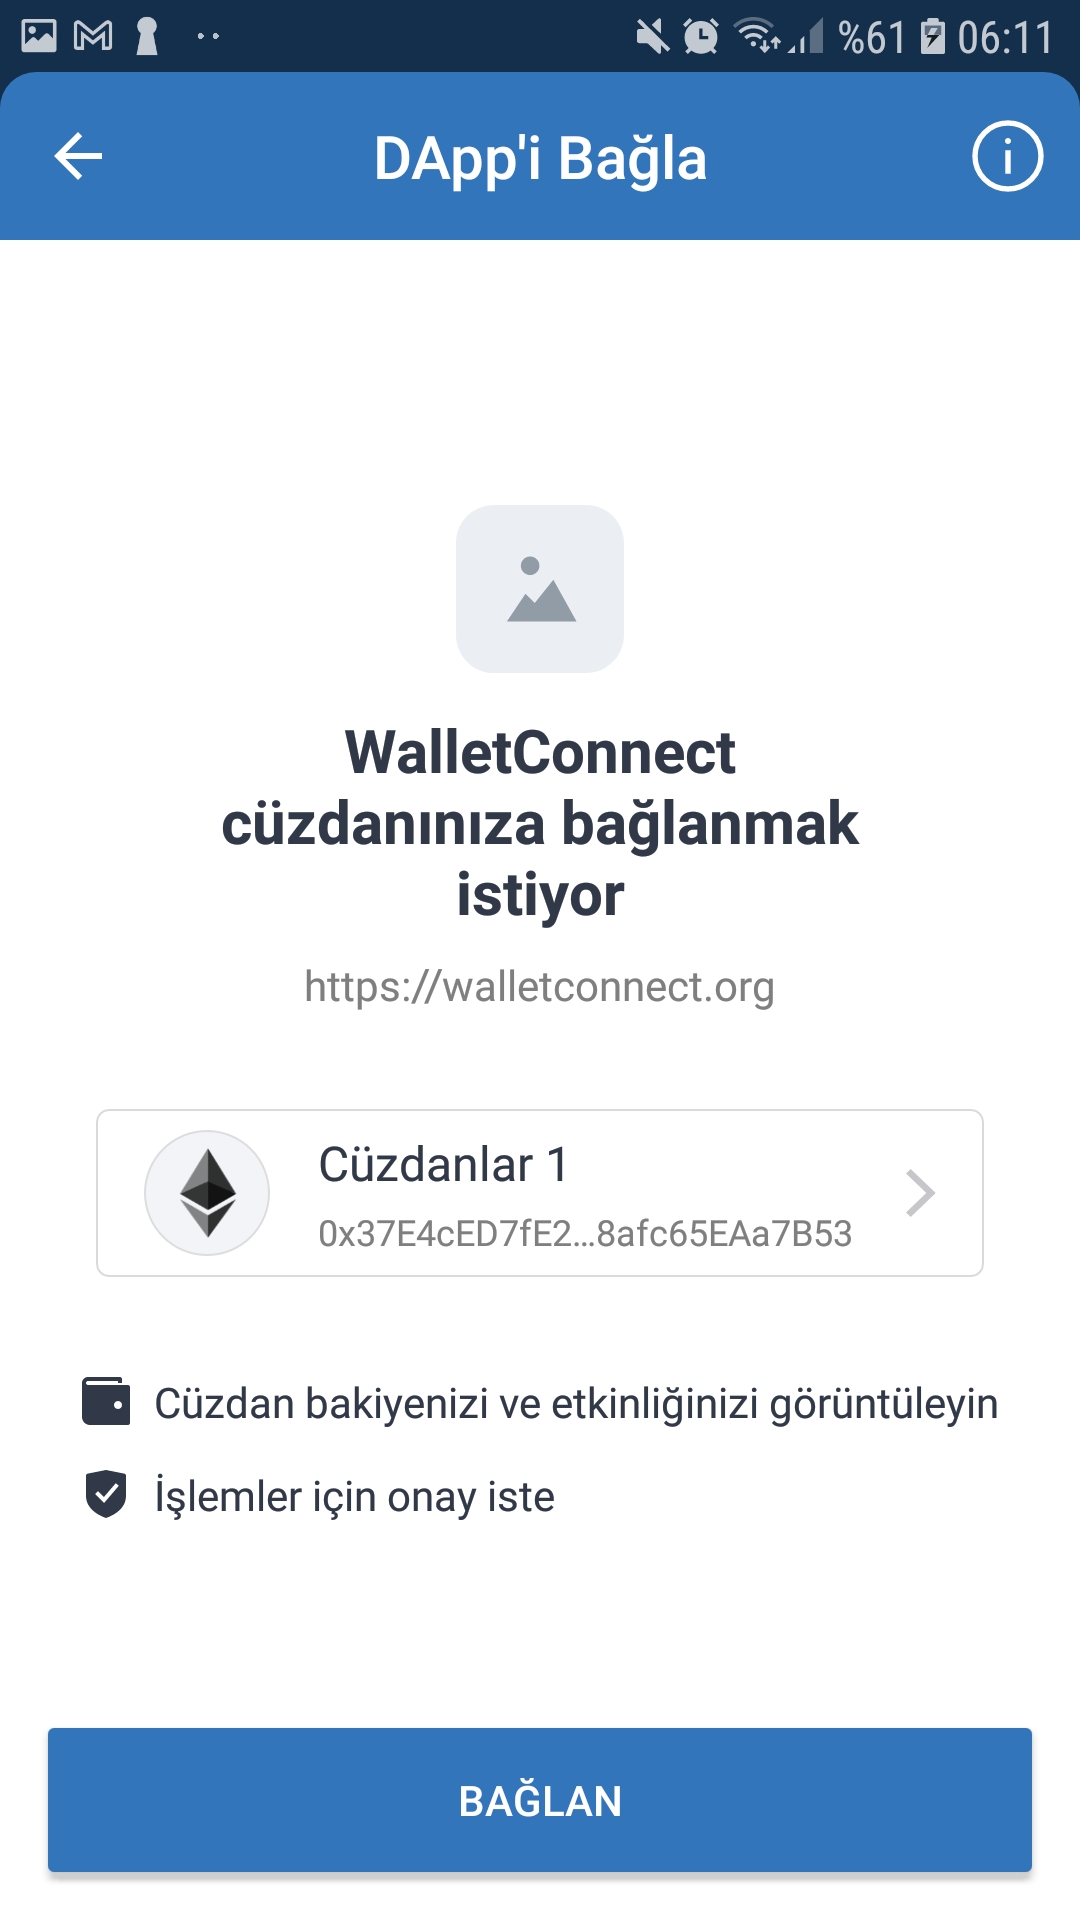 %61 06:11
DApp'i Bağla
WalletConnect
cüzdanınıza bağlanmak
istiyor
https://walletconnect.org
Cüzdanlar 1
0x37E4cED7fE2...8afc65EAa7B53
Cüzdan bakiyenizi ve etkinliğinizi görüntüleyin
İşlemler için onay iste
BAĞLAN